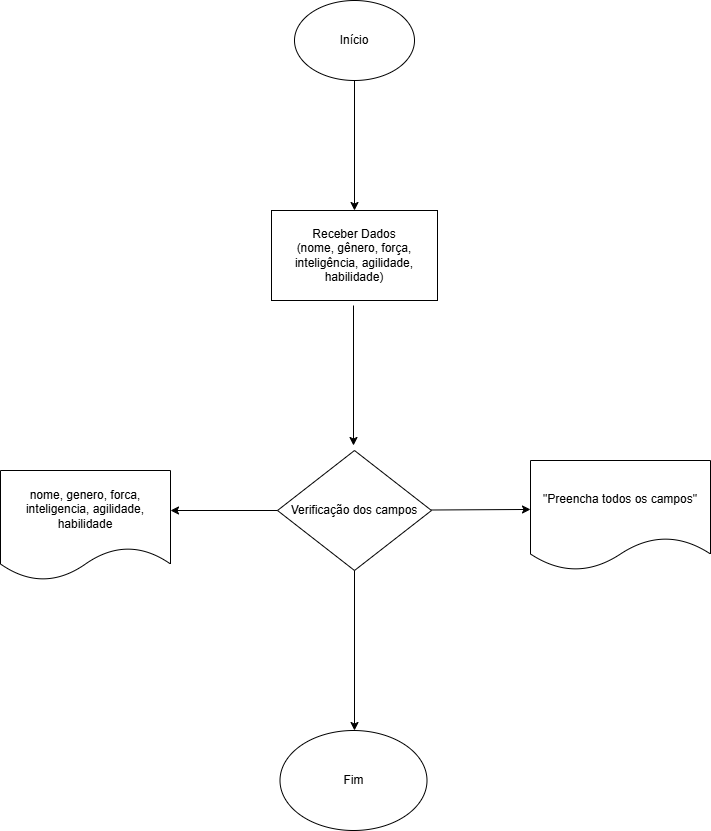 Início
Receber Dados
(nome, gênero, força,
inteligência, agilidade,
habilidade)
nome, genero, forca,
inteligencia, agilidade,
habilidade
Verificação dos campos
"Preencha todos os campos"
Fim